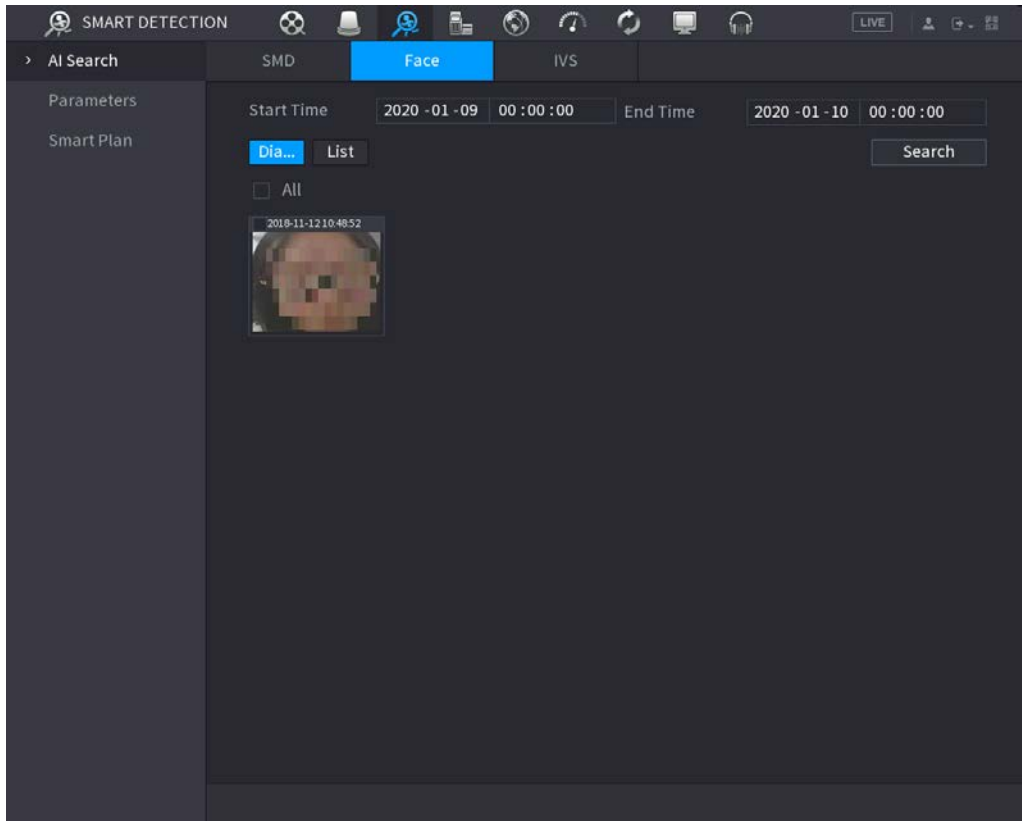 SMART DETECTION LIVE
AI Search SMD Face IVS
Parameters
Smart Plan
Start Time 2020 -01 -09 00 :00 :00 End Time 2020 -01 -10 00 :00 :00
Dia... List Search
All
2018-11-12 10:48:52